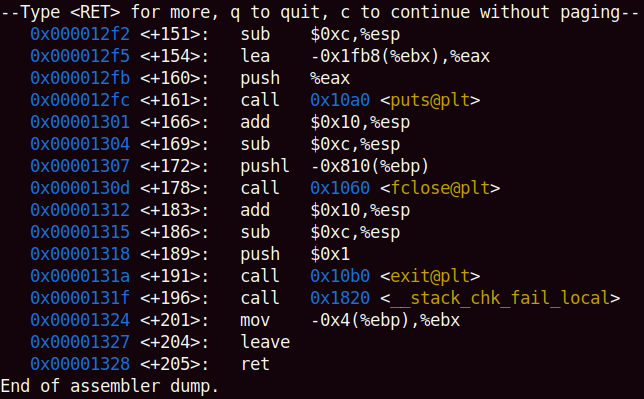 --Type <RET> for more, q to quit, c to continue without paging--
0x000012f2 <+151>: sub $0xc,%esp
0x000012f5 <+154>: lea -0x1fb8(%ebx),%eax
0x000012fb <+160>: push %eax
0x000012fc <+161>: call 0x10a0 <puts@plt>
0x00001301 <+166>: add $0x10,%esp
0x00001304 <+169>: sub $0xc,%esp
0x00001307 <+172>: pushl -0x810(%ebp)
0x0000130d <+178>: call 0x1060 <fclose@plt>
0x00001312 <+183>: add $0x10,%esp
0x00001315 <+186>: sub $0xc,%esp
0x00001318 <+189>: push $0x1
0x0000131a <+191>: call 0x10b0 <exit@plt>
0x0000131f <+196>: call 0x1820 <__stack_chk_fail_local>
0x00001324 <+201>: mov -0x4(%ebp),%ebx
0x00001327 <+204>: leave
0x00001328 <+205>: ret
End of assembler dump.